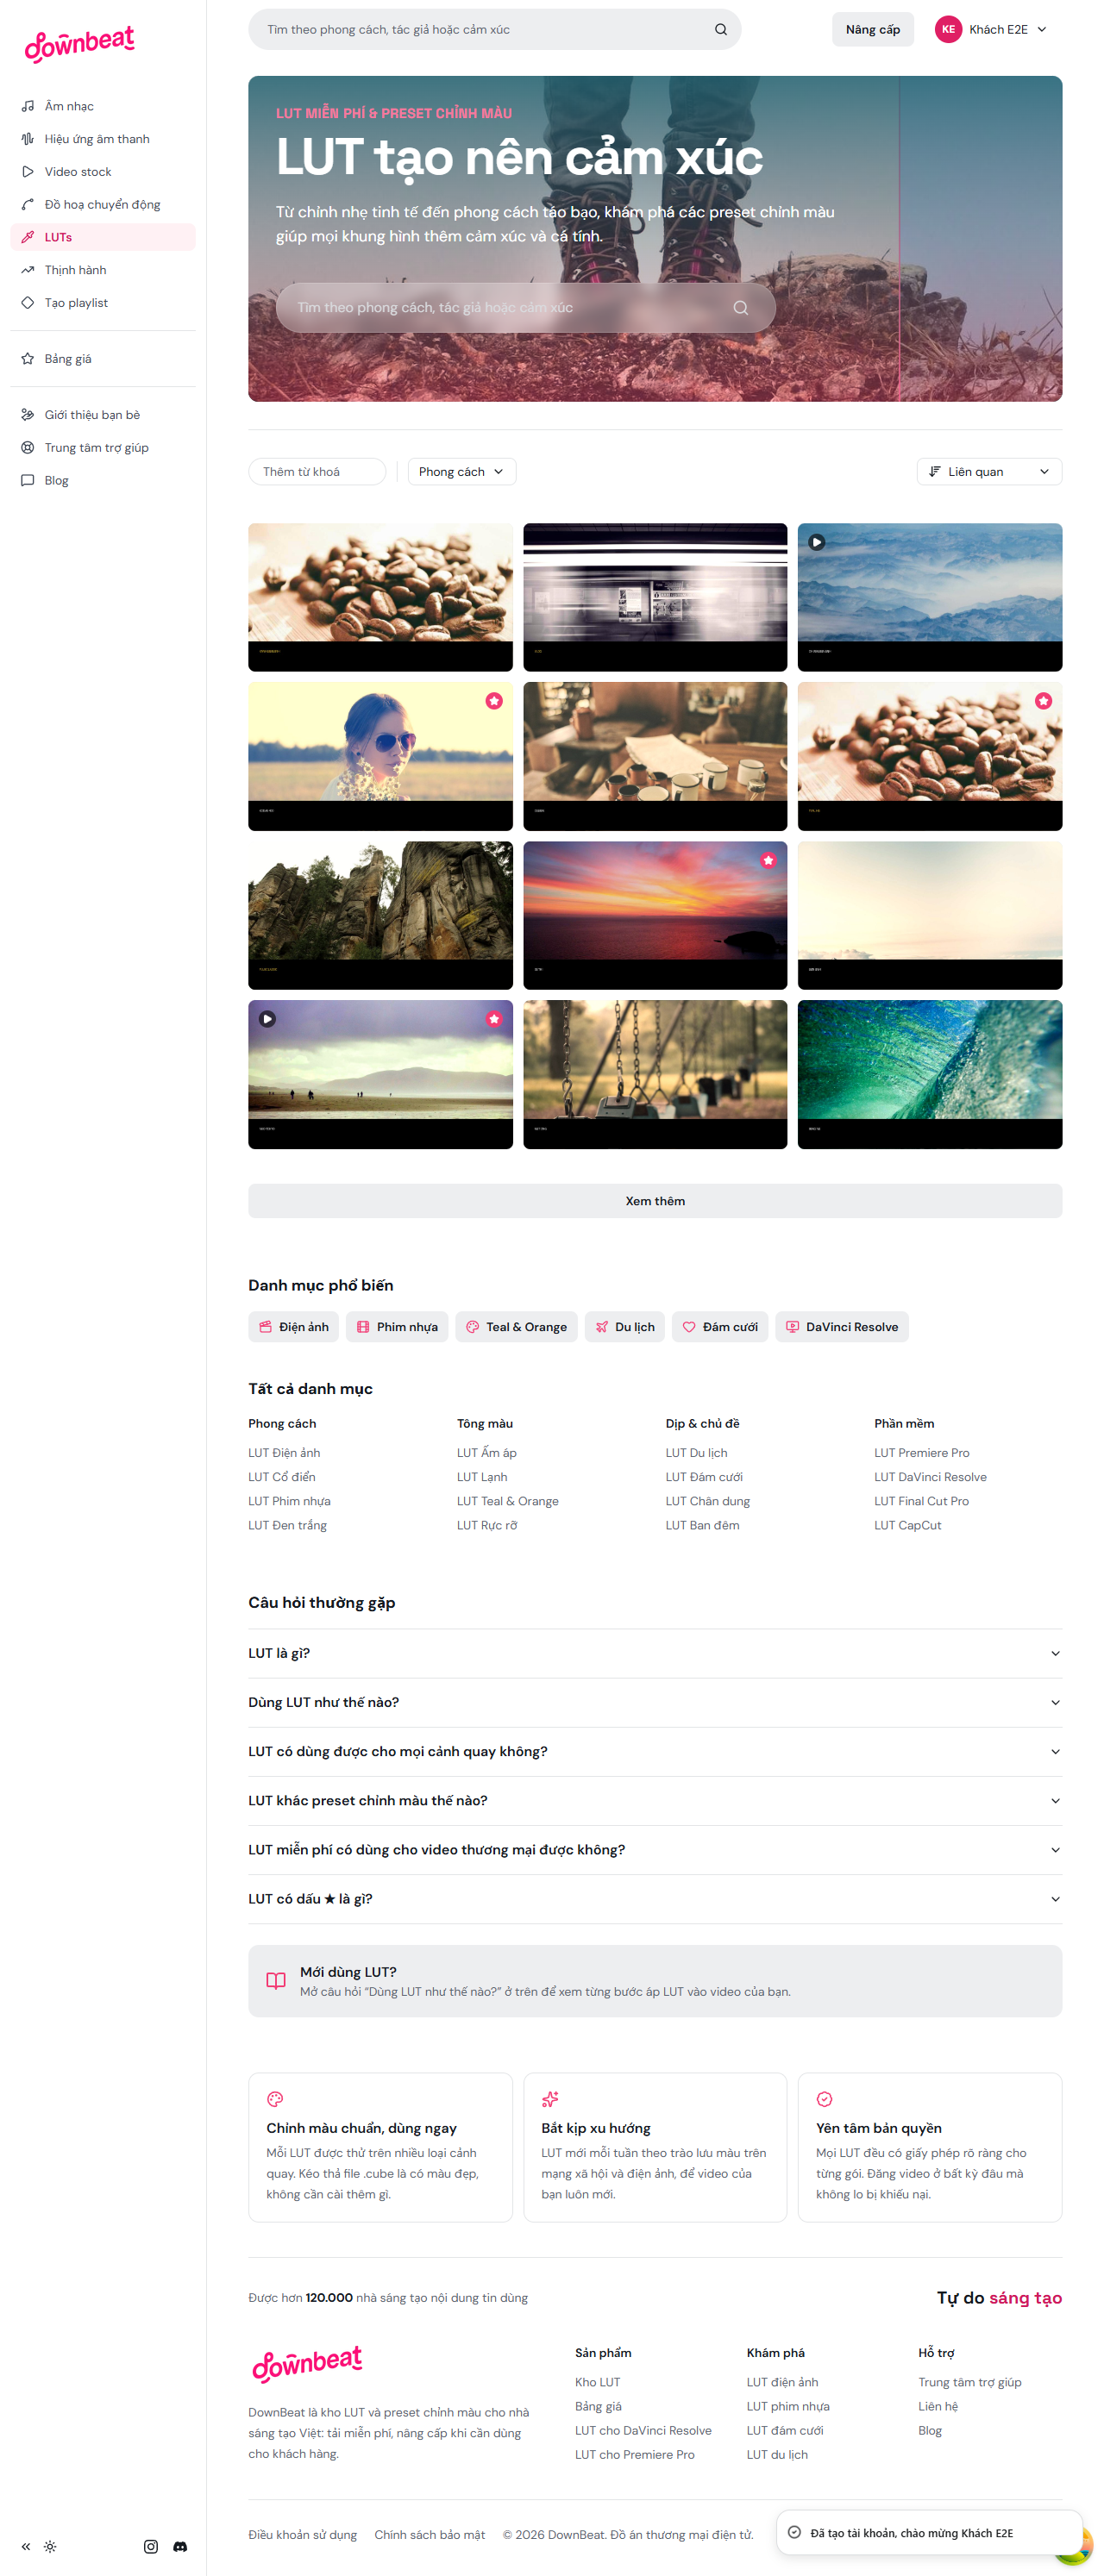 downbeat
Âm nhạc
Hiệu ứng âm thanh
Video stock
Đồ hoạ chuyển động
LUTs
Thịnh hành
Tạo playlist
Bảng giá
Giới thiệu bạn bè
Trung tâm trợ giúp
Blog
Tìm theo phong cách, tác giả hoặc cảm xúc
Nâng cấp
KE
Khách E2E
LUT MIỄN PHÍ & PRESET CHỈNH MÀU
LUT tạo nên cảm xúc
Từ chỉnh nhẹ tinh tế đến phong cách táo bạo, khám phá các preset chỉnh màu
giúp mọi khung hình thêm cảm xúc và cá tính.
Tìm theo phong cách, tác giả hoặc cảm xúc
Thêm từ khoá
Phong cách
Liên quan
Xem thêm
Danh mục phổ biến
Điện ảnh
Phim nhựa
Teal & Orange
Du lịch
Đám cưới
DaVinci Resolve
Tất cả danh mục
Phong cách
LUT Điện ảnh
LUT Cổ điển
LUT Phim nhựa
LUT Đen trắng
Tông màu
LUT Ấm áp
LUT Lạnh
LUT Teal & Orange
LUT Rực rỡ
Dịp & chủ đề
LUT Du lịch
LUT Đám cưới
LUT Chân dung
LUT Ban đêm
Phần mềm
LUT Premiere Pro
LUT DaVinci Resolve
LUT Final Cut Pro
LUT CapCut
Câu hỏi thường gặp
LUT là gì?
Dùng LUT như thế nào?
LUT có dùng được cho mọi cảnh quay không?
LUT khác preset chỉnh màu thế nào?
LUT miễn phí có dùng cho video thương mại được không?
LUT có dấu ★ là gì?
Mới dùng LUT?
Mở câu hỏi “Dùng LUT như thế nào?” ở trên để xem từng bước áp LUT vào video của bạn.
Chỉnh màu chuẩn, dùng ngay
Mỗi LUT được thử trên nhiều loại cảnh
quay. Kéo thả file .cube là có màu đẹp,
không cần cài thêm gì.
Bắt kịp xu hướng
LUT mới mỗi tuần theo trào lưu màu trên
mạng xã hội và điện ảnh, để video của
bạn luôn mới.
Yên tâm bản quyền
Mọi LUT đều có giấy phép rõ ràng cho
từng gói. Đăng video ở bất kỳ đâu mà
không lo bị khiếu nại.
Được hơn 120.000 nhà sáng tạo nội dung tin dùng
Tự do sáng tạo
downbeat
DownBeat là kho LUT và preset chỉnh màu cho nhà
sáng tạo Việt: tải miễn phí, nâng cấp khi cần dùng
cho khách hàng.
Sản phẩm
Kho LUT
Bảng giá
LUT cho DaVinci Resolve
LUT cho Premiere Pro
Khám phá
LUT điện ảnh
LUT phim nhựa
LUT đám cưới
LUT du lịch
Hỗ trợ
Trung tâm trợ giúp
Liên hệ
Blog
Điều khoản sử dụng
Chính sách bảo mật
© 2026 DownBeat. Đồ án thương mại điện tử.
Đã tạo tài khoản, chào mừng Khách E2E